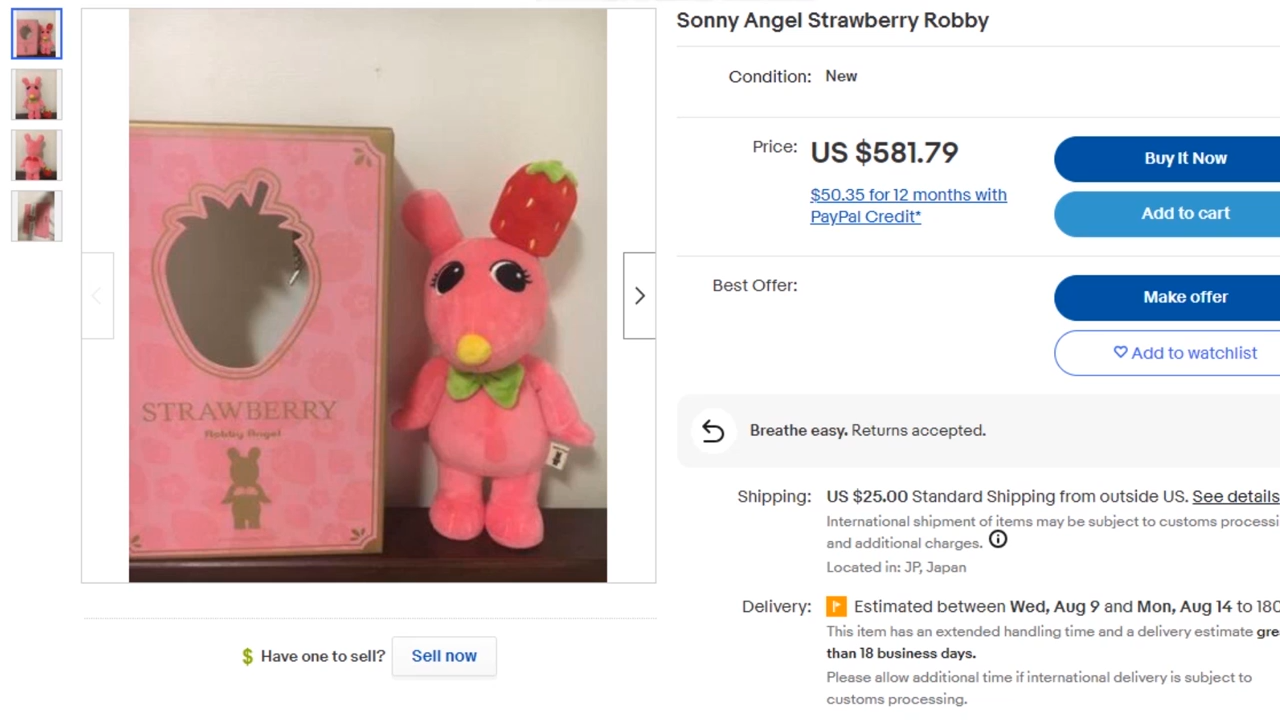 Sonny Angel Strawberry Robby
Condition: New
Price: US $581.79
Buy It Now
$50.35 for 12 months with
PayPal Credit*
Add to cart
Best Offer:
Make offer
Add to watchlist
Breathe easy. Returns accepted.
Shipping: US $25.00 Standard Shipping from outside US. See details
International shipment of items may be subject to customs processi
and additional charges.
Located in: JP, Japan
Delivery: Estimated between Wed, Aug 9 and Mon, Aug 14 to 180
This item has an extended handling time and a delivery estimate gre
than 18 business days.
Please allow additional time if international delivery is subject to
customs processing.
STRAWBERRY
Robby Angel
$ Have one to sell? Sell now